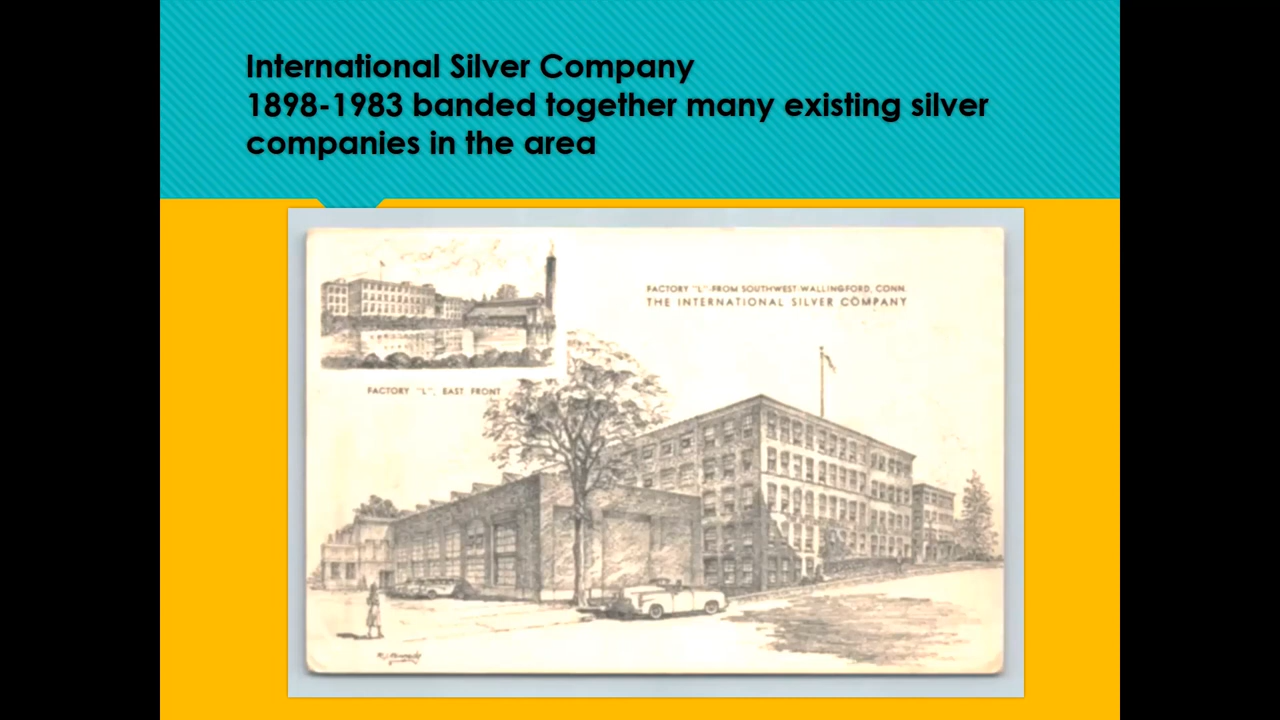 International Silver Company
1898-1983 banded together many existing silver
companies in the area
FACTORY "L" FROM SOUTHWEST WALLINGFORD, CONN.
THE INTERNATIONAL SILVER COMPANY
FACTORY "L", EAST FRONT